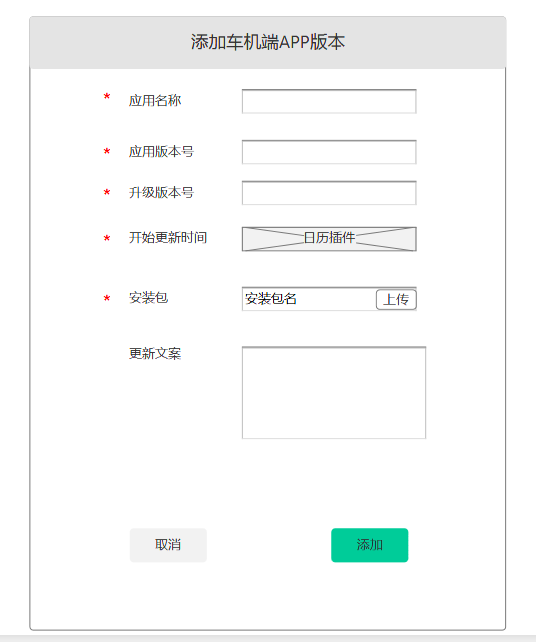 添加车机端APP版本
* 应用名称
* 应用版本号
* 升级版本号
* 开始更新时间 日历插件
* 安装包 安装包名 上传
更新文案
取消 添加